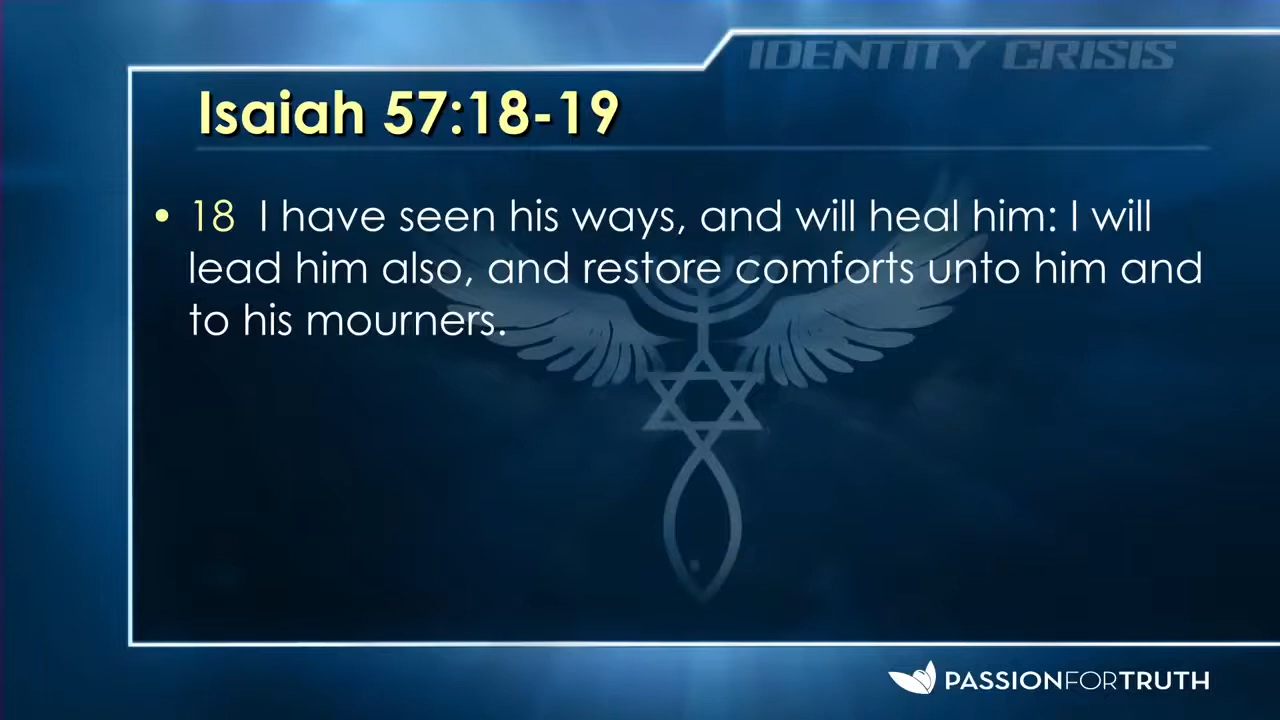 IDENTITY CRISIS
Isaiah 57:18-19
• 18 I have seen his ways, and will heal him: I will
lead him also, and restore comforts unto him and
to his mourners.
PASSIONFORTRUTH